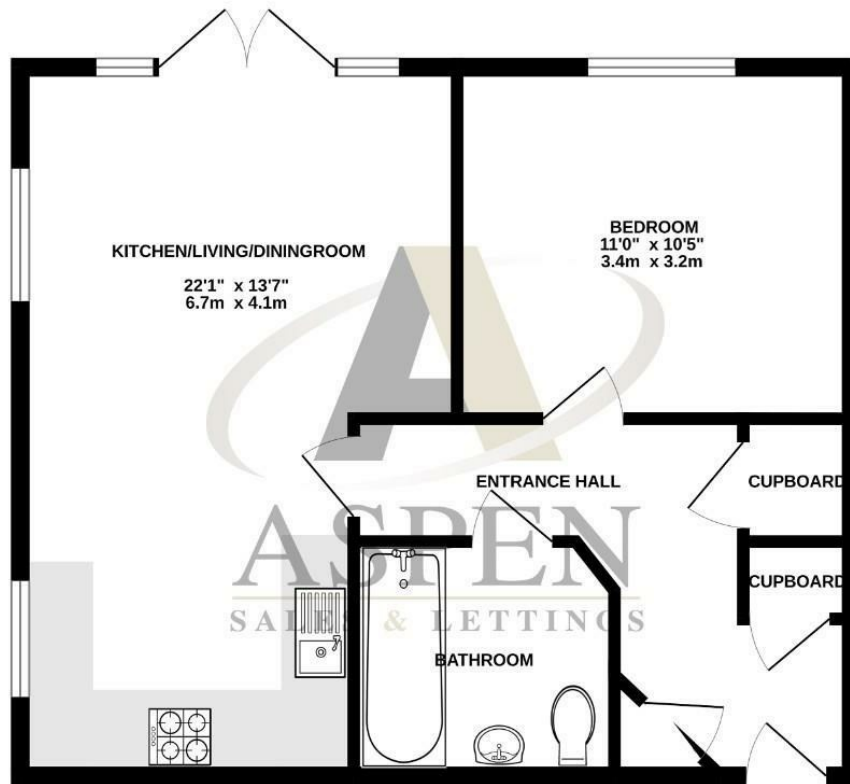 KITCHEN/LIVING/DININGROOM
22'1" x 13'7"
6.7m x 4.1m
BEDROOM
11'0" x 10'5"
3.4m x 3.2m
ENTRANCE HALL
CUPBOARD
CUPBOARD
BATHROOM
ASPEN
SALES & LETTINGS